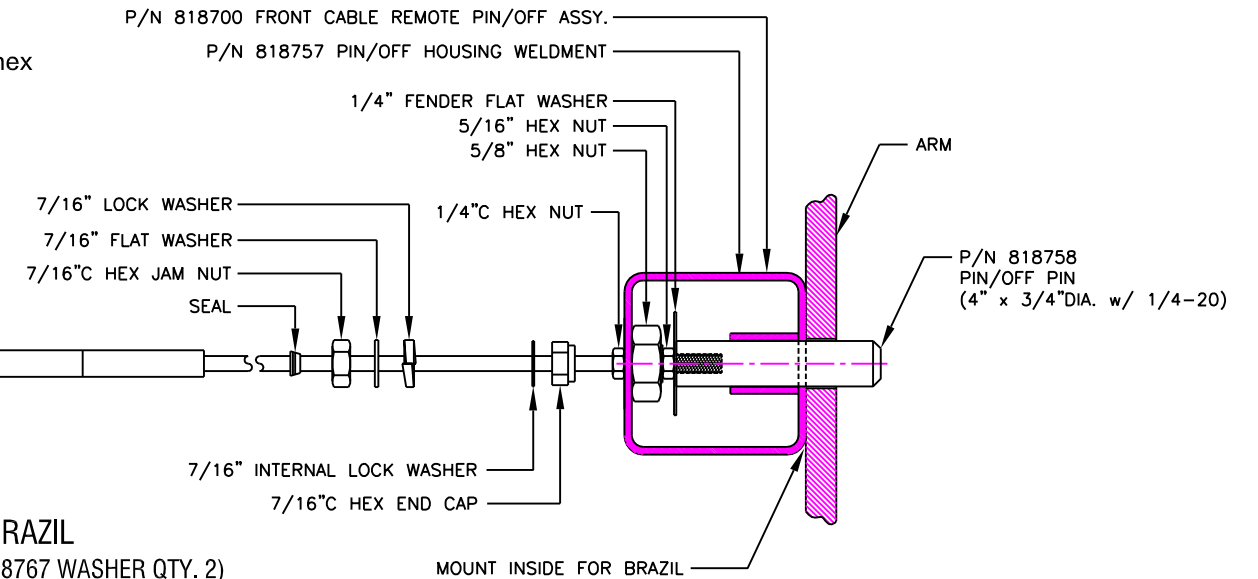 P/N 818700 FRONT CABLE REMOTE PIN/OFF ASSY.
P/N 818757 PIN/OFF HOUSING WELDMENT
1/4" FENDER FLAT WASHER
5/16" HEX NUT
5/8" HEX NUT
ARM
7/16" LOCK WASHER
1/4"C HEX NUT
7/16" FLAT WASHER
7/16"C HEX JAM NUT
SEAL
P/N 818758
PIN/OFF PIN
(4" x 3/4"DIA. w/ 1/4-20)
7/16" INTERNAL LOCK WASHER
7/16"C HEX END CAP
MOUNT INSIDE FOR BRAZIL
RAZIL
8767 WASHER QTY. 2)